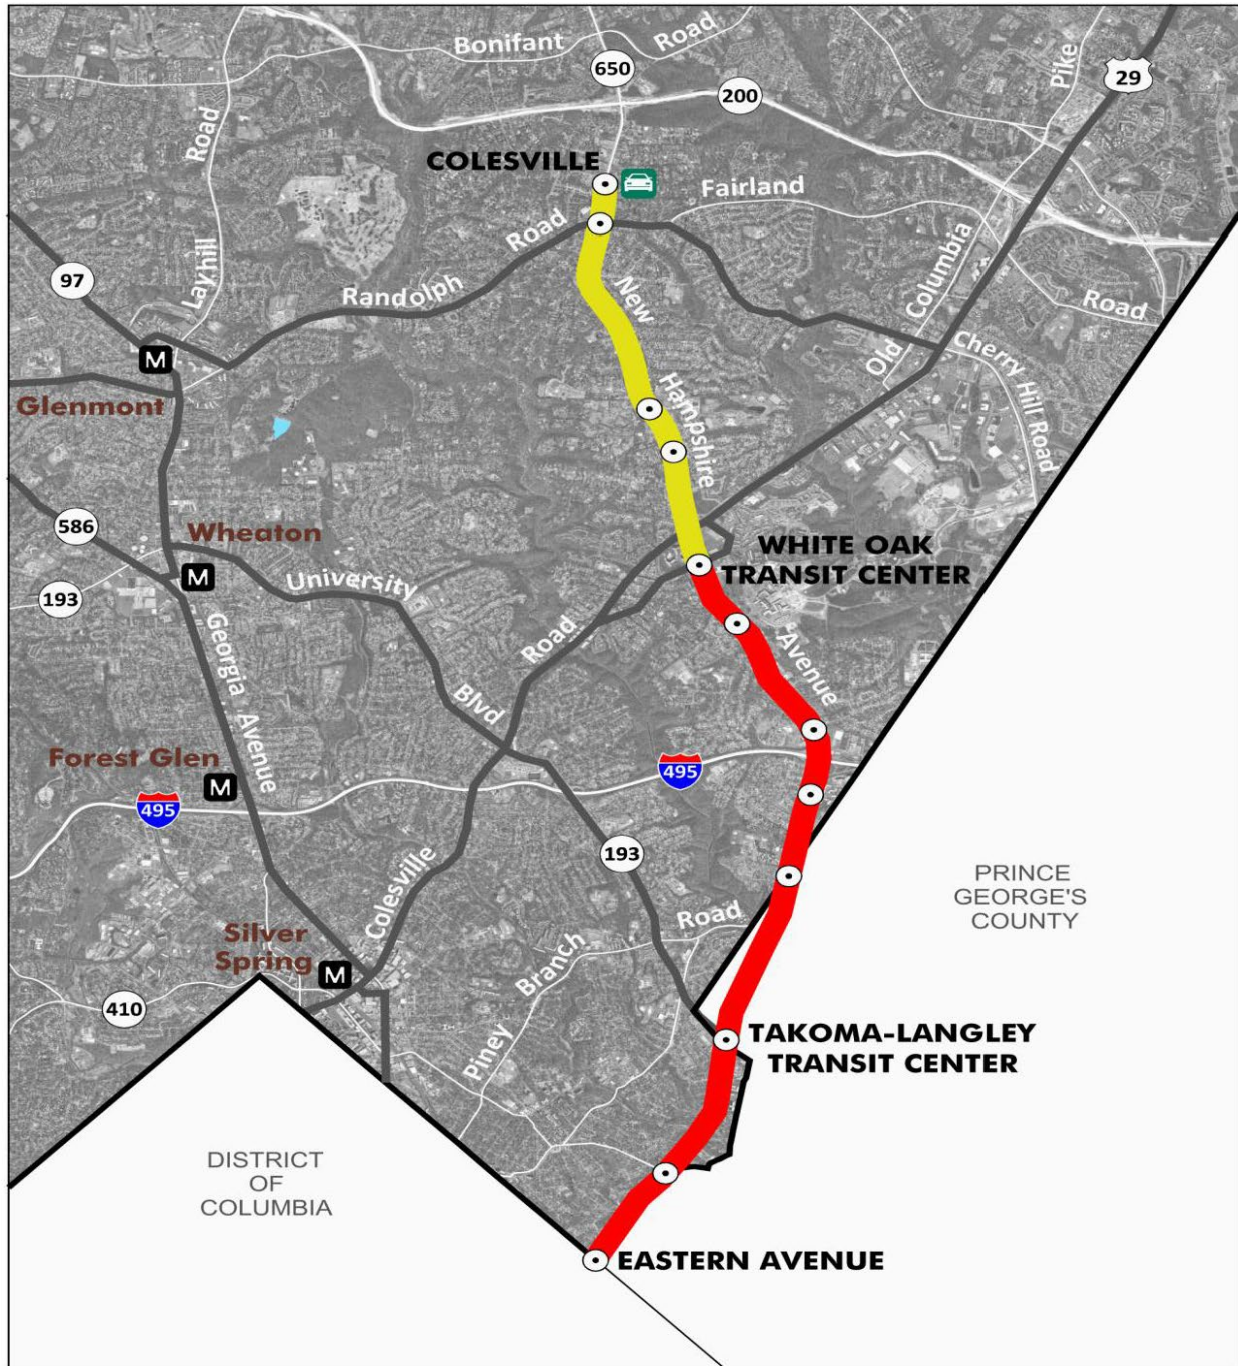 Bonifant Road
650
Pike
29
200
COLESVILLE
Fairland
Road
Road
Layhill
97
Randolph
New
Columbia
Old
Road
M
Cherry Hill Road
Glenmont
Hampshire
586
Wheaton
WHITE OAK
TRANSIT CENTER
M
University
193
Georgia
Road
Avenue
Blvd
Avenue
Forest Glen
M
495
495
193
Colesville
PRINCE
GEORGE'S
COUNTY
Road
Silver
Spring
M
Branch
410
Piney
TAKOMA-LANGLEY
TRANSIT CENTER
DISTRICT
OF
COLUMBIA
EASTERN AVENUE